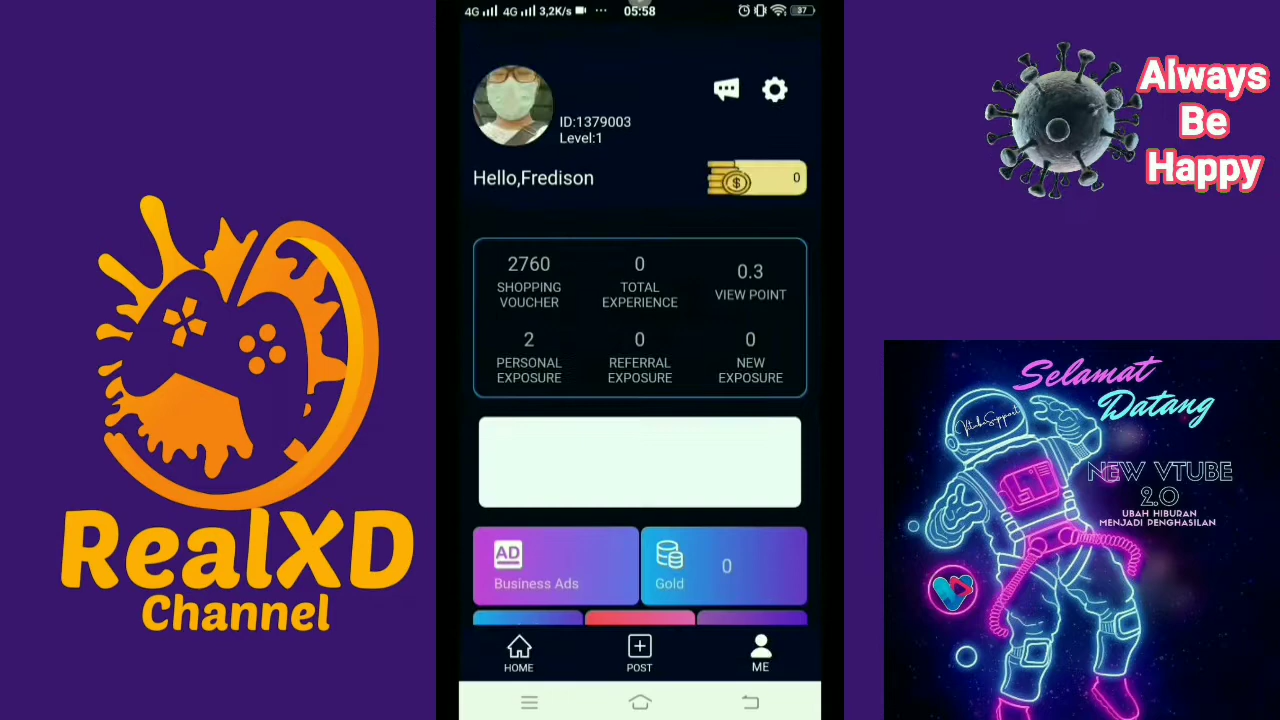 4G 4G 3,2K/s ... 05:58 37
ID:1379003
Level:1
Hello,Fredison
0
2760
SHOPPING
VOUCHER
0
TOTAL
EXPERIENCE
0.3
VIEW POINT
2
PERSONAL
EXPOSURE
0
REFERRAL
EXPOSURE
0
NEW
EXPOSURE
AD
Business Ads
Gold
0
HOME
POST
ME
RealXD
Channel
Always
Be
Happy
Selamat
Datang
VtubeSupport
NEW VTUBE
2.0
UBAH HIBURAN
MENJADI PENGHASILAN